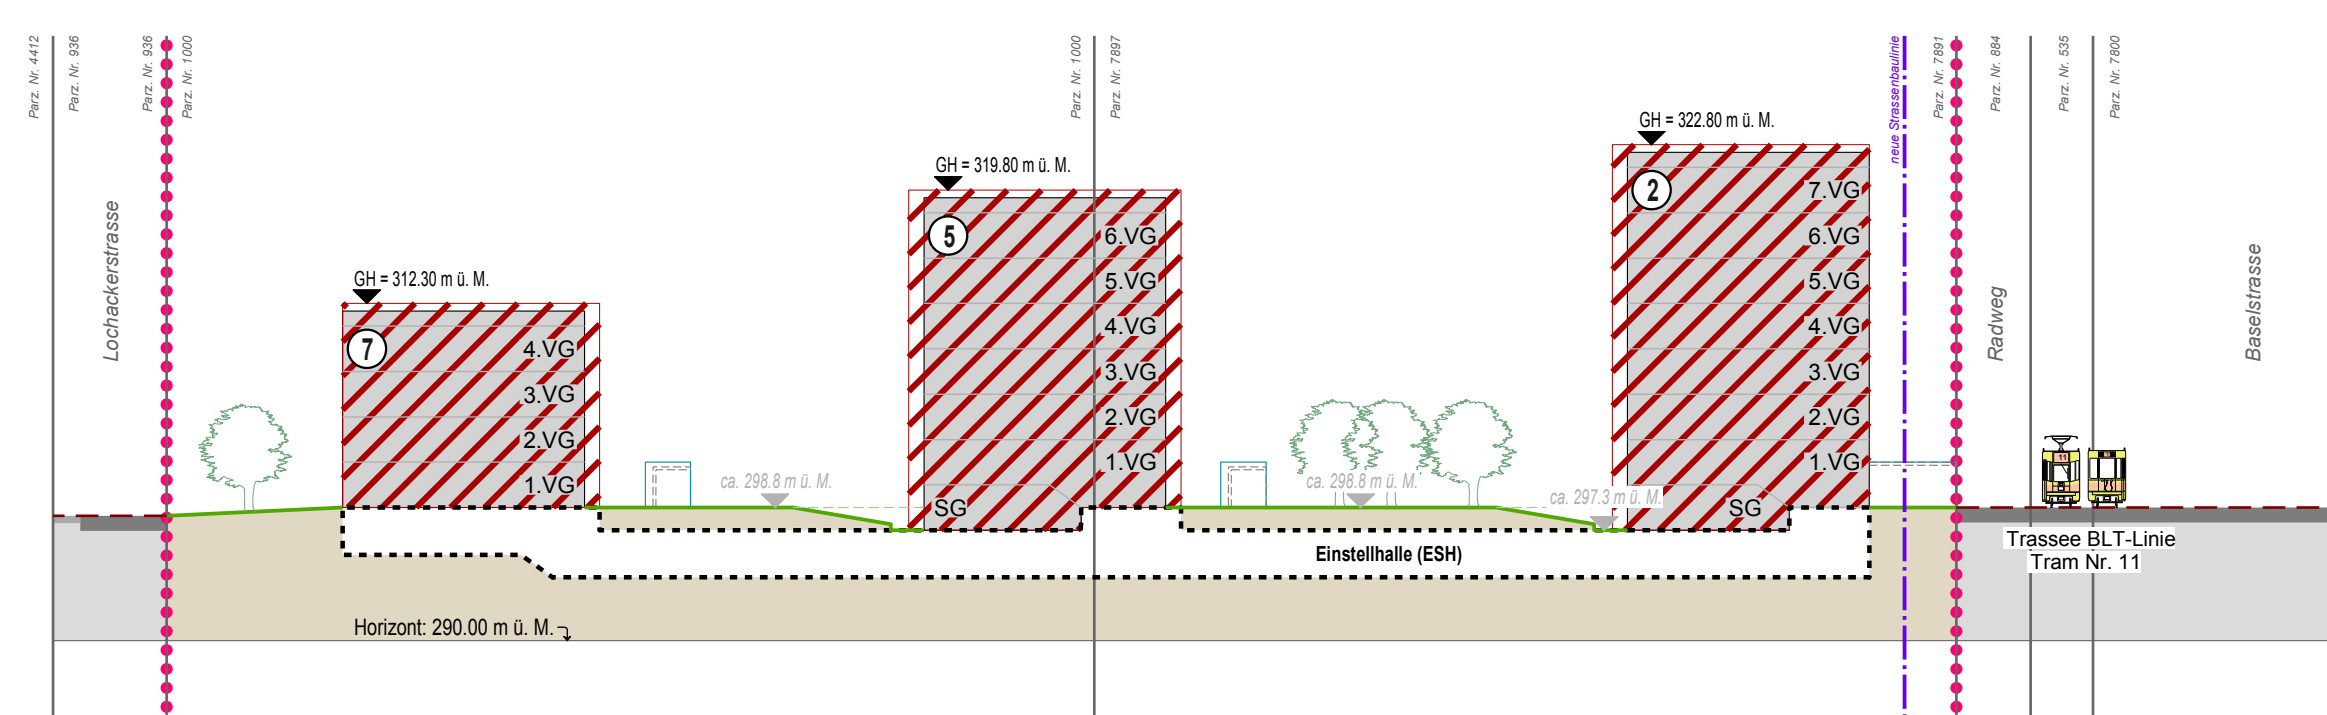 Parz. Nr. 4412
Parz. Nr. 936
Parz. Nr. 936
Parz. Nr. 1000
Parz. Nr. 1000
Parz. Nr. 7897
neue Strassenbaulinie
Parz. Nr. 7891
Parz. Nr. 884
Parz. Nr. 535
Parz. Nr. 7800
Lochackerstrasse
GH = 312.30 m ü. M.
7
4.VG
3.VG
2.VG
1.VG
ca. 298.8 m ü. M.
GH = 319.80 m ü. M.
5
6.VG
5.VG
4.VG
3.VG
2.VG
1.VG
SG
ca. 298.8 m ü. M.
ca. 297.3 m ü. M.
GH = 322.80 m ü. M.
2
7.VG
6.VG
5.VG
4.VG
3.VG
2.VG
1.VG
SG
Radweg
Baselstrasse
11
Trassee BLT-Linie
Tram Nr. 11
Einstellhalle (ESH)
Horizont: 290.00 m ü. M.